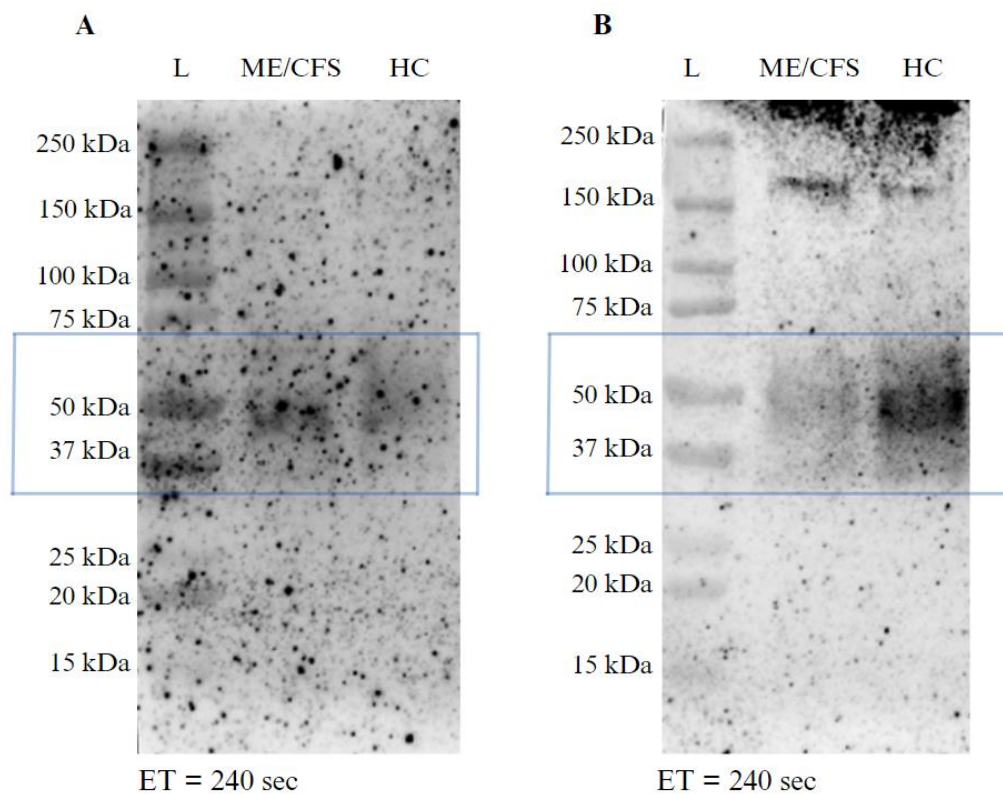 A
L ME/CFS HC
250 kDa
150 kDa
100 kDa
75 kDa
50 kDa
37 kDa
25 kDa
20 kDa
15 kDa
ET = 240 sec
B
L ME/CFS HC
250 kDa
150 kDa
100 kDa
75 kDa
50 kDa
37 kDa
25 kDa
20 kDa
15 kDa
ET = 240 sec